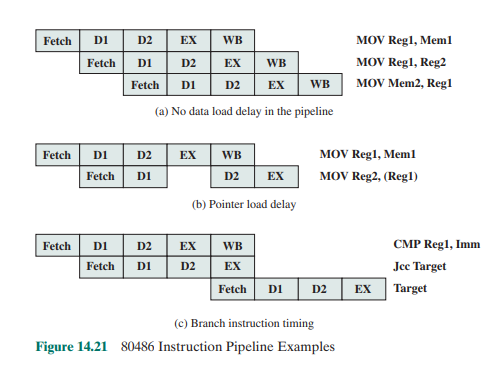 Fetch D1 D2 EX WB MOV Reg1, Mem1
Fetch D1 D2 EX WB MOV Reg1, Reg2
Fetch D1 D2 EX WB MOV Mem2, Reg1
(a) No data load delay in the pipeline
Fetch D1 D2 EX WB MOV Reg1, Mem1
Fetch D1 D2 EX MOV Reg2, (Reg1)
(b) Pointer load delay
Fetch D1 D2 EX WB CMP Reg1, Imm
Fetch D1 D2 EX Jcc Target
Fetch D1 D2 EX Target
(c) Branch instruction timing
Figure 14.21 80486 Instruction Pipeline Examples